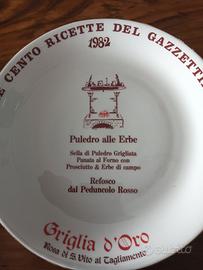 E CENTO RICETTE DEL GAZZETTI
1982
Puledro alle Erbe
Sella di Puledro Grigliata
Panata al Forno con
Prosciutto & Erbe di campo
Refosco
dal Peduncolo Rosso
Griglia d'Oro
Rosa di S. Vito al Tagliamento
subito